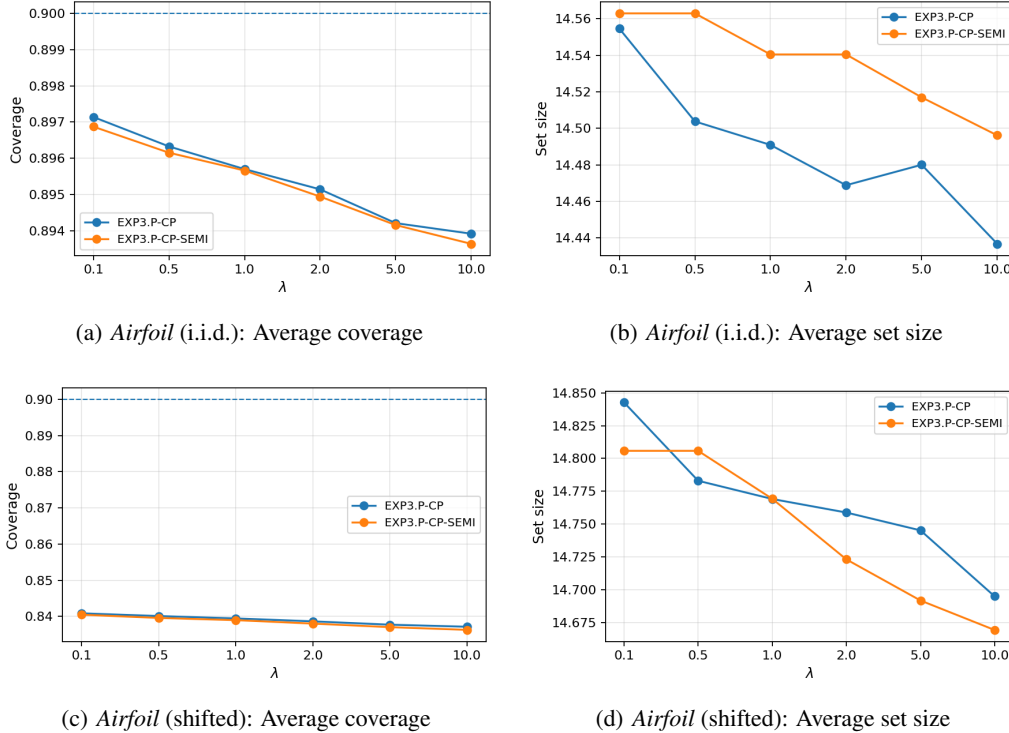 0.900
0.899
0.898
0.897
0.896
0.895
0.894
Coverage
EXP3.P-CP
EXP3.P-CP-SEMI
0.1 0.5 1.0 2.0 5.0 10.0
λ
(a) Airfoil (i.i.d.): Average coverage
14.56
14.54
14.52
14.50
14.48
14.46
14.44
Set size
EXP3.P-CP
EXP3.P-CP-SEMI
0.1 0.5 1.0 2.0 5.0 10.0
λ
(b) Airfoil (i.i.d.): Average set size
0.90
0.89
0.88
0.87
0.86
0.85
0.84
Coverage
EXP3.P-CP
EXP3.P-CP-SEMI
0.1 0.5 1.0 2.0 5.0 10.0
λ
(c) Airfoil (shifted): Average coverage
14.850
14.825
14.800
14.775
14.750
14.725
14.700
14.675
Set size
EXP3.P-CP
EXP3.P-CP-SEMI
0.1 0.5 1.0 2.0 5.0 10.0
λ
(d) Airfoil (shifted): Average set size